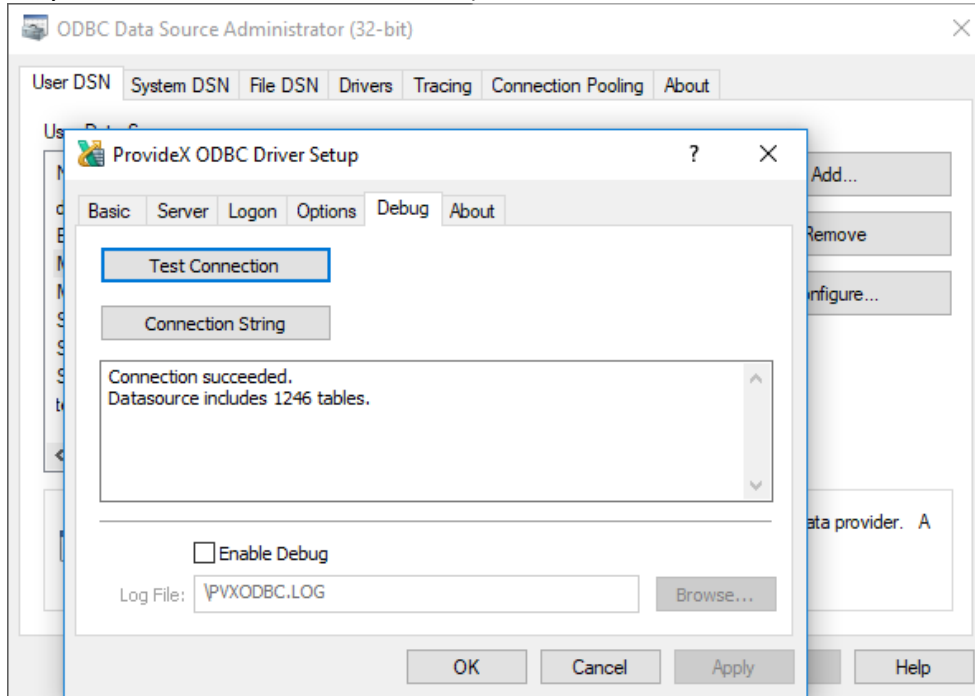 ODBC Data Source Administrator (32-bit)
User DSN System DSN File DSN Drivers Tracing Connection Pooling About
ProvideX ODBC Driver Setup ?
Add...
Basic Server Logon Options Debug About
Remove
Test Connection
nfigure...
Connection String
Connection succeeded.
Datasource includes 1246 tables.
ata provider. A
Enable Debug
Log File: \PVXODBC.LOG Browse...
OK Cancel Apply Help